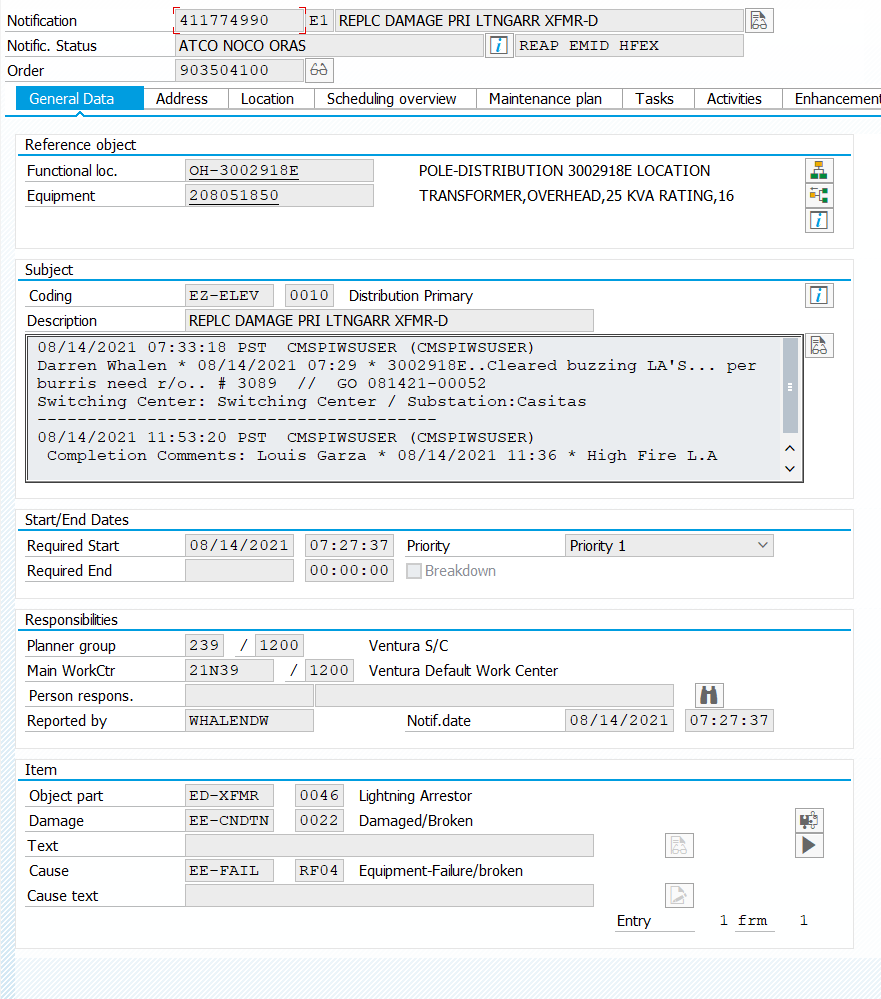 Notification 411774990 E1 REPLC DAMAGE PRI LTNGARR XFMR-D
Notific. Status ATCO NOCO ORAS REAP EMID HFEX
Order 903504100
General Data Address Location Scheduling overview Maintenance plan Tasks Activities Enhancement
Reference object
Functional loc. OH-3002918E POLE-DISTRIBUTION 3002918E LOCATION
Equipment 208051850 TRANSFORMER,OVERHEAD,25 KVA RATING,16
Subject
Coding EZ-ELEV 0010 Distribution Primary
Description REPLC DAMAGE PRI LTNGARR XFMR-D
08/14/2021 07:33:18 PST CMSPIWSUSER (CMSPIWSUSER)
Darren Whalen * 08/14/2021 07:29 * 3002918E..Cleared buzzing LA'S... per
burris need r/o.. # 3089 // GO 081421-00052
Switching Center: Switching Center / Substation:Casitas
----------------------------------------
08/14/2021 11:53:20 PST CMSPIWSUSER (CMSPIWSUSER)
Completion Comments: Louis Garza * 08/14/2021 11:36 * High Fire L.A
Start/End Dates
Required Start 08/14/2021 07:27:37 Priority Priority 1
Required End 00:00:00 Breakdown
Responsibilities
Planner group 239 / 1200 Ventura S/C
Main WorkCtr 21N39 / 1200 Ventura Default Work Center
Person respons.
Reported by WHALENDW Notif.date 08/14/2021 07:27:37
Item
Object part ED-XFMR 0046 Lightning Arrestor
Damage EE-CNDTN 0022 Damaged/Broken
Text
Cause EE-FAIL RF04 Equipment-Failure/broken
Cause text
Entry 1 frm 1